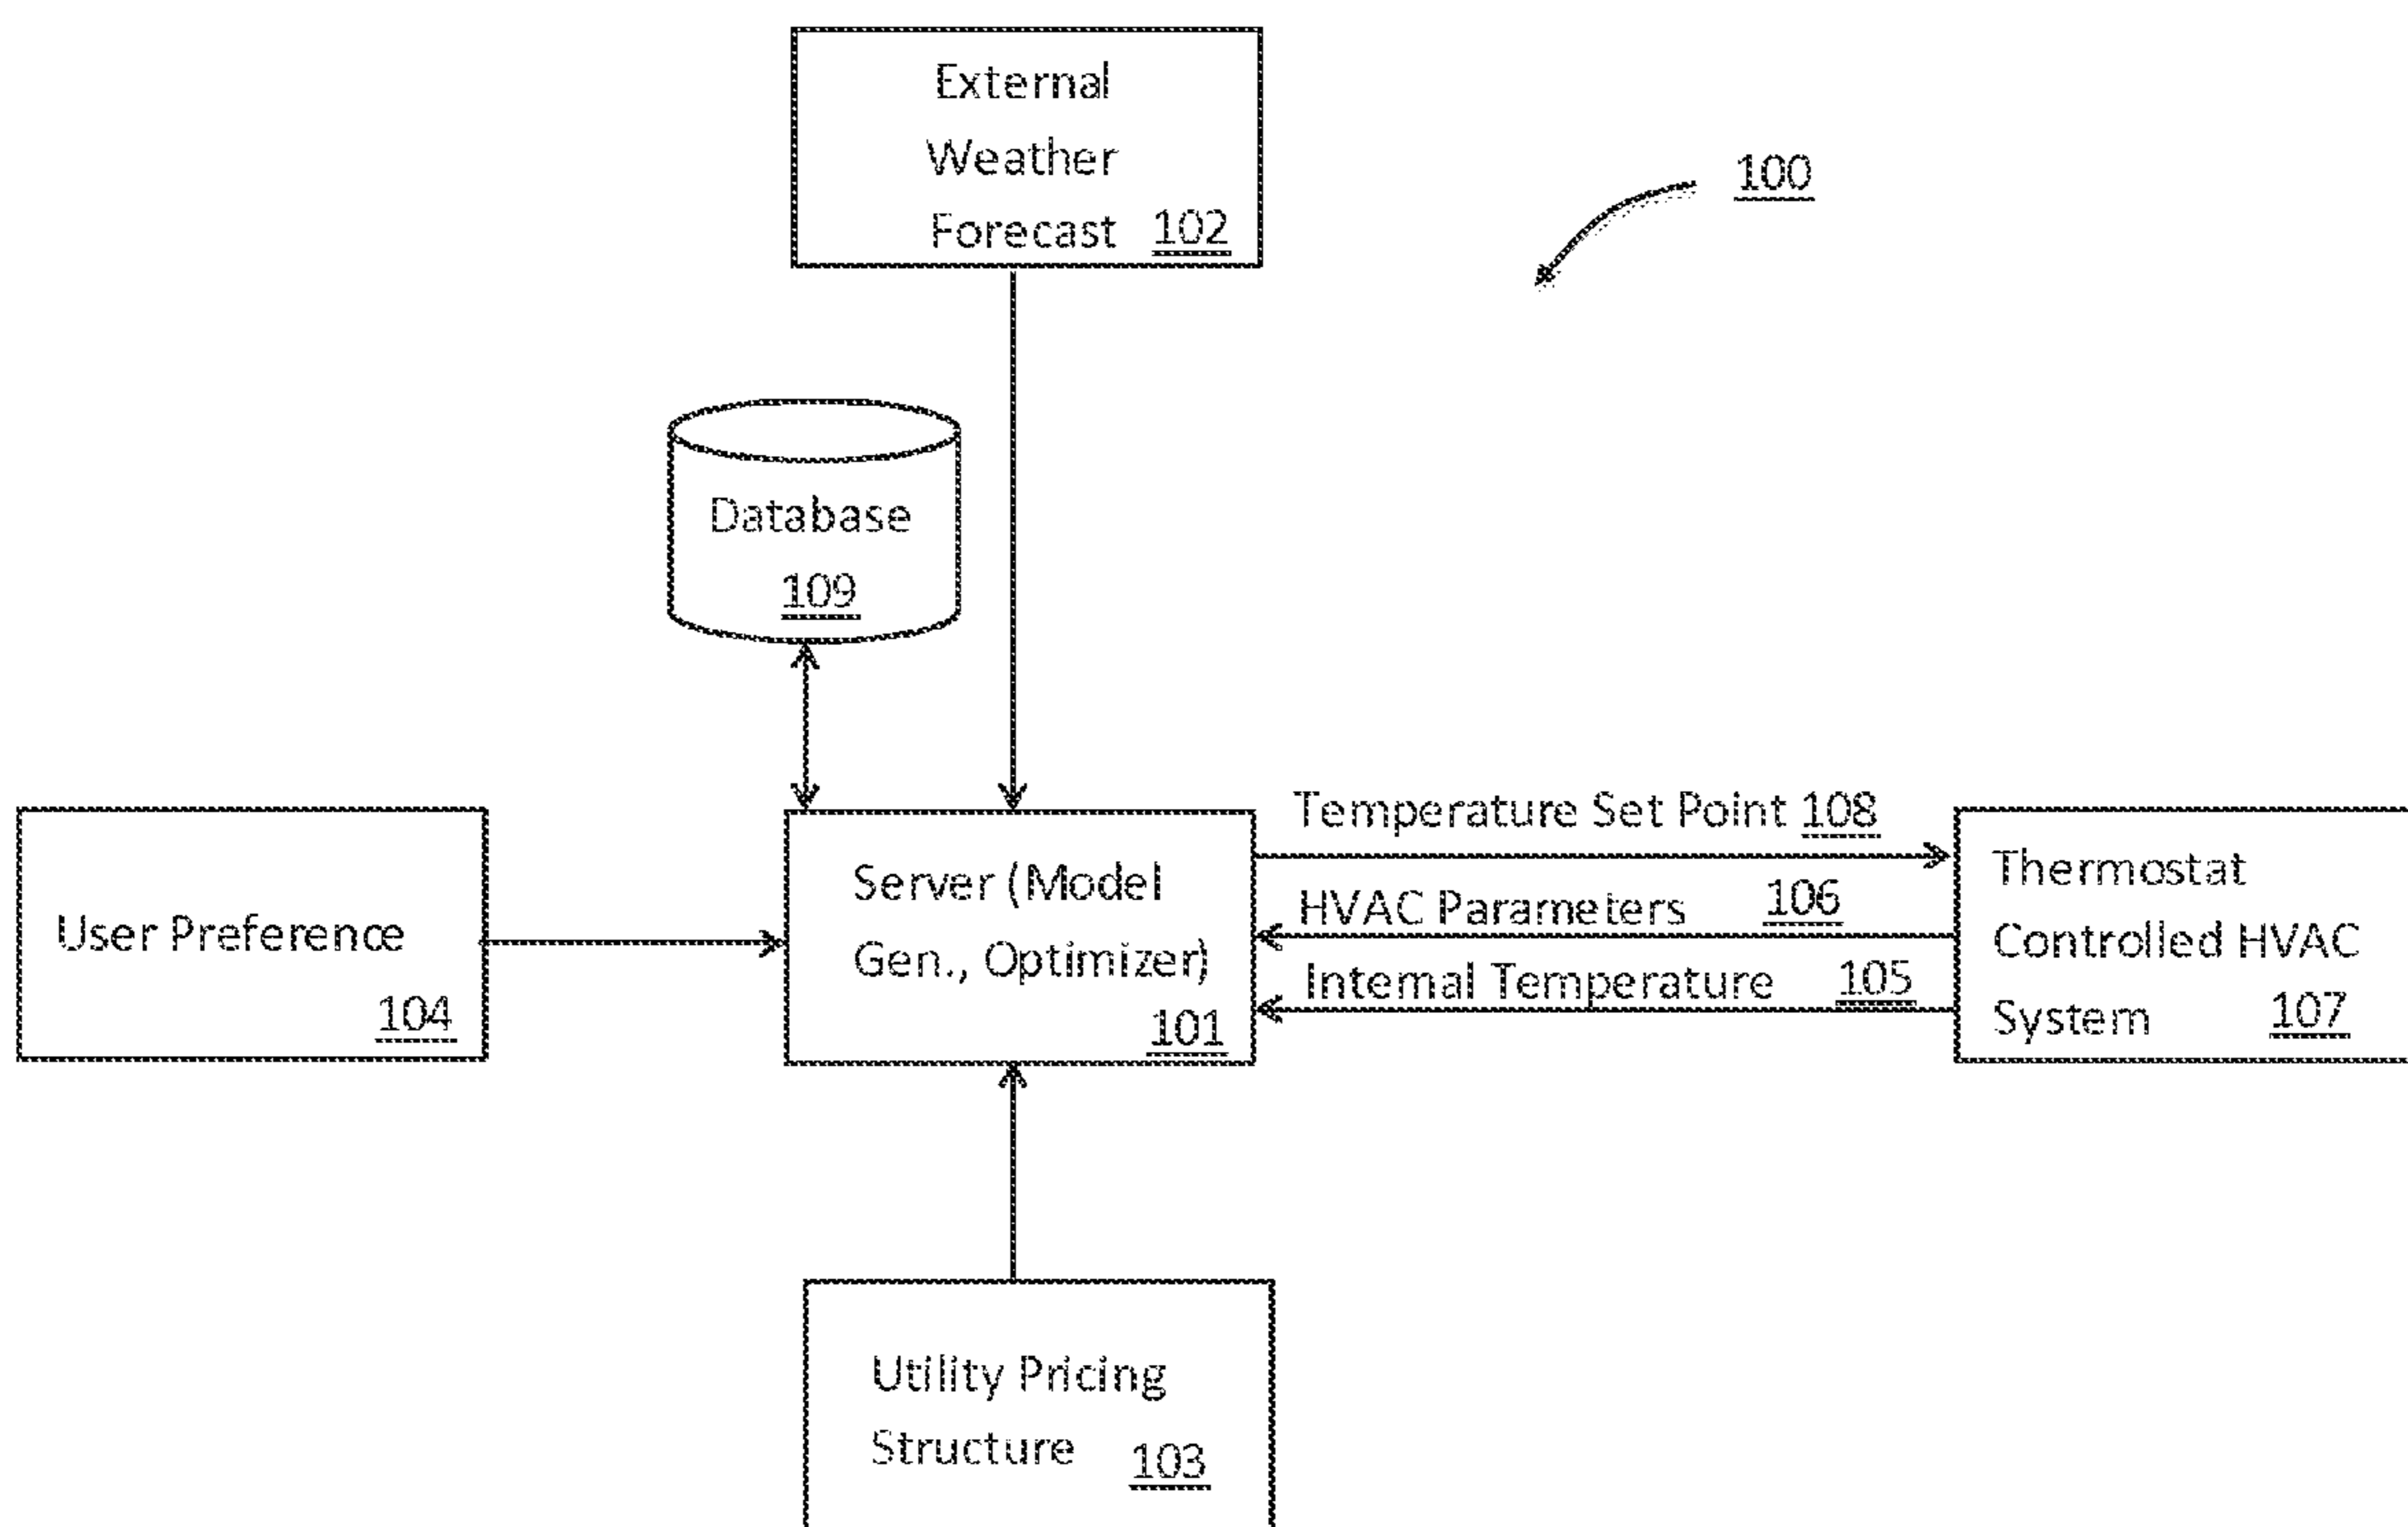 External
Weather
Forecast 102
100
Database
109
User Preference
104
Server (Model
Gen., Optimizer)
101
Temperature Set Point 108
HVAC Parameters 106
Internal Temperature 105
Thermostat
Controlled HVAC
System 107
Utility Pricing
Structure 103